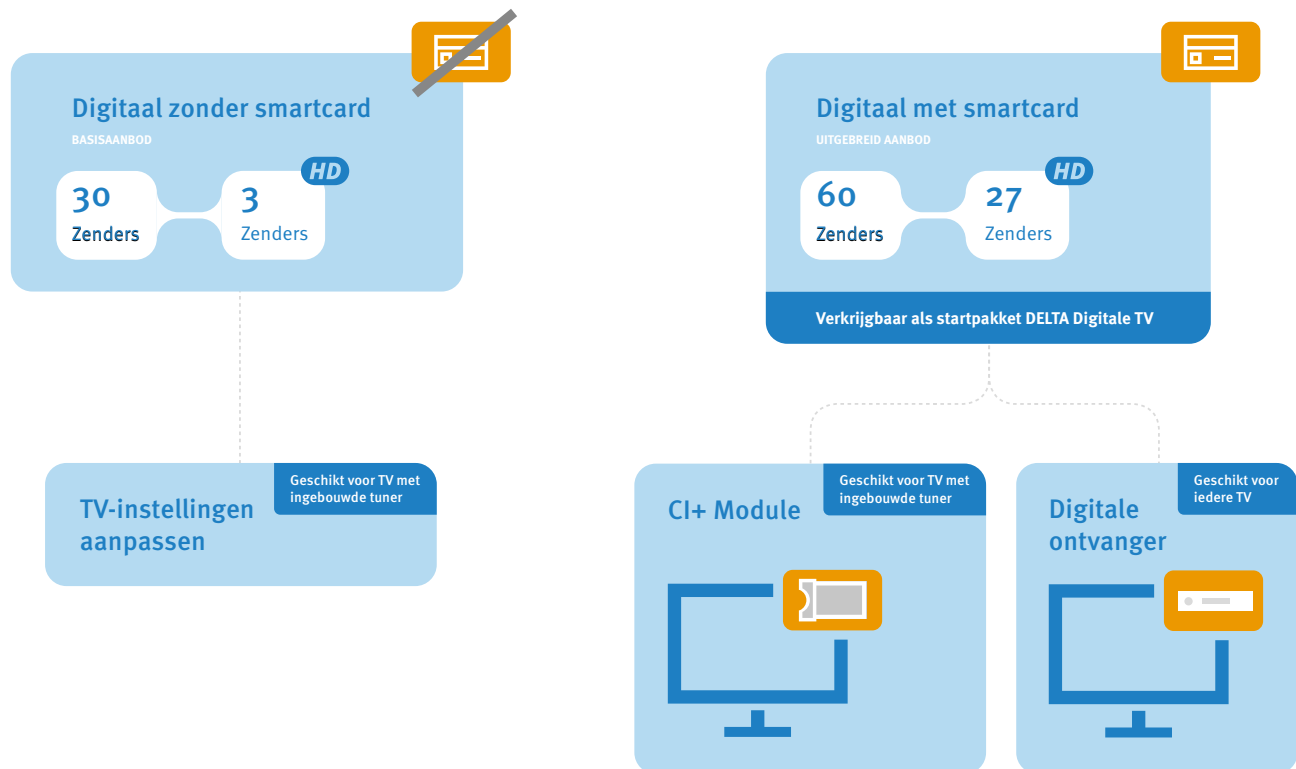 Digitaal zonder smartcard
BASISAANBOD
30
Zenders
HD
3
Zenders
TV-instellingen
aanpassen
Geschikt voor TV met
ingebouwde tuner
Digitaal met smartcard
UITGEBREID AANBOD
60
Zenders
HD
27
Zenders
Verkrijgbaar als startpakket DELTA Digitale TV
CI+ Module
Geschikt voor TV met
ingebouwde tuner
Digitale
ontvanger
Geschikt voor
iedere TV